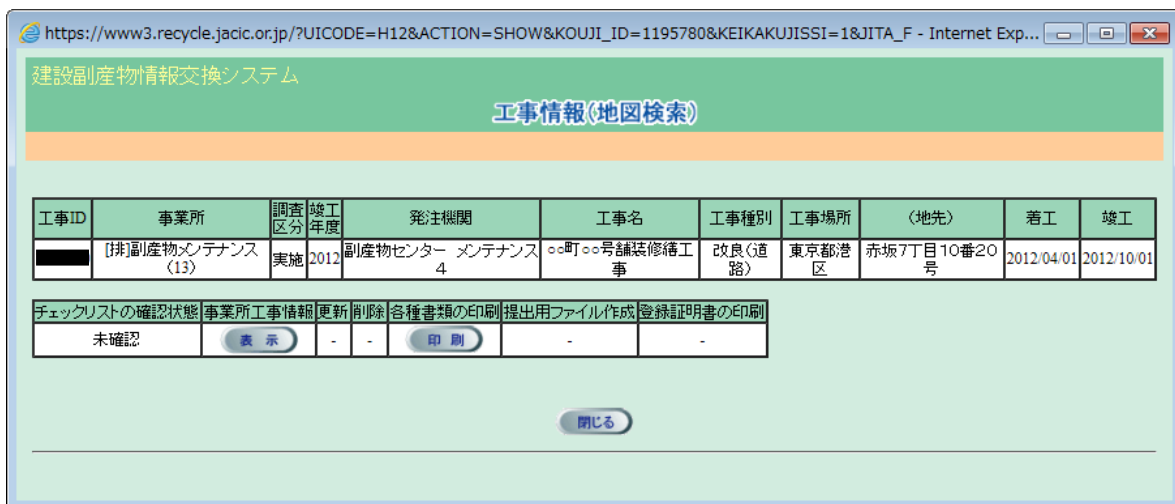 https://www3.recycle.jacic.or.jp/?UICODE=H12&ACTION=SHOW&KOUJI_ID=1195780&KEIKAKUJISSI=1&JITA_F - Internet Exp...
建設副産物情報交換システム
工事情報(地図検索)
工事ID 事業所 調査区分 竣工年度 発注機関 工事名 工事種別 工事場所 (地先) 着工 竣工
[排]副産物メンテナンス(13) 実施 2012 副産物センター メンテナンス4 ○○町○○号舗装修繕工事 改良(道路) 東京都港区 赤坂7丁目10番20号 2012/04/01 2012/10/01
チェックリストの確認状態 事業所工事情報 更新 削除 各種書類の印刷 提出用ファイル作成 登録証明書の印刷
未確認 表 示 - - 印 刷 - -
閉じる